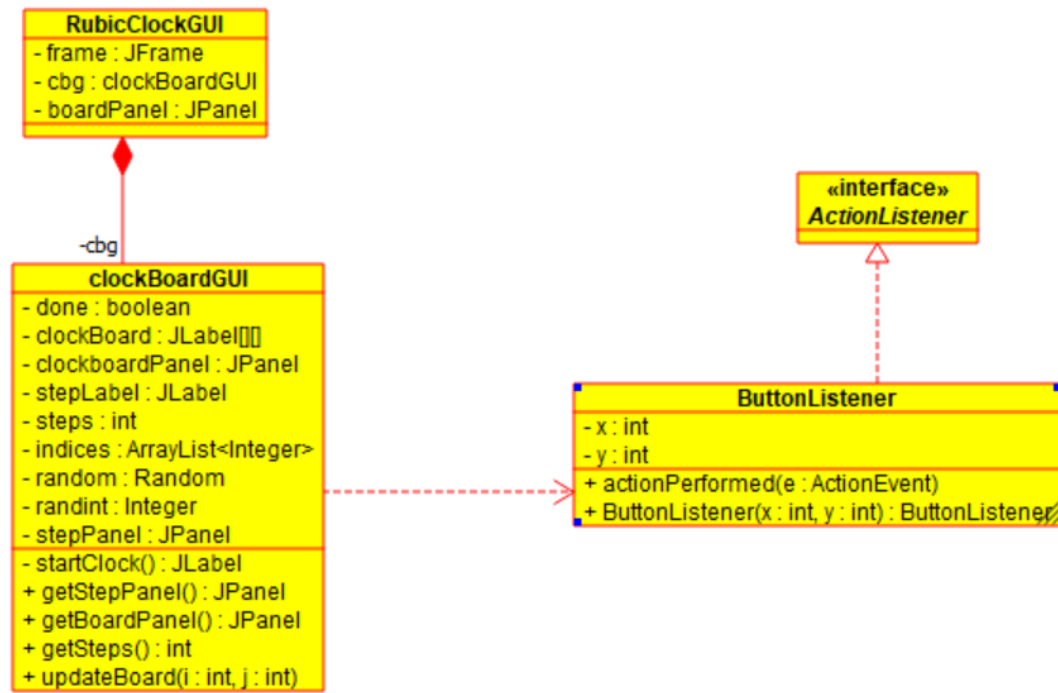 RubicClockGUI
- frame : JFrame
- cbg : clockBoardGUI
- boardPanel : JPanel
-cbg
clockBoardGUI
- done : boolean
- clockBoard : JLabel[][]
- clockboardPanel : JPanel
- stepLabel : JLabel
- steps : int
- indices : ArrayList<Integer>
- random : Random
- randint : Integer
- stepPanel : JPanel
- startClock() : JLabel
+ getStepPanel() : JPanel
+ getBoardPanel() : JPanel
+ getSteps() : int
+ updateBoard(i : int, j : int)
«interface»
ActionListener
ButtonListener
- x : int
- y : int
+ actionPerformed(e : ActionEvent)
+ ButtonListener(x : int, y : int) : ButtonListener